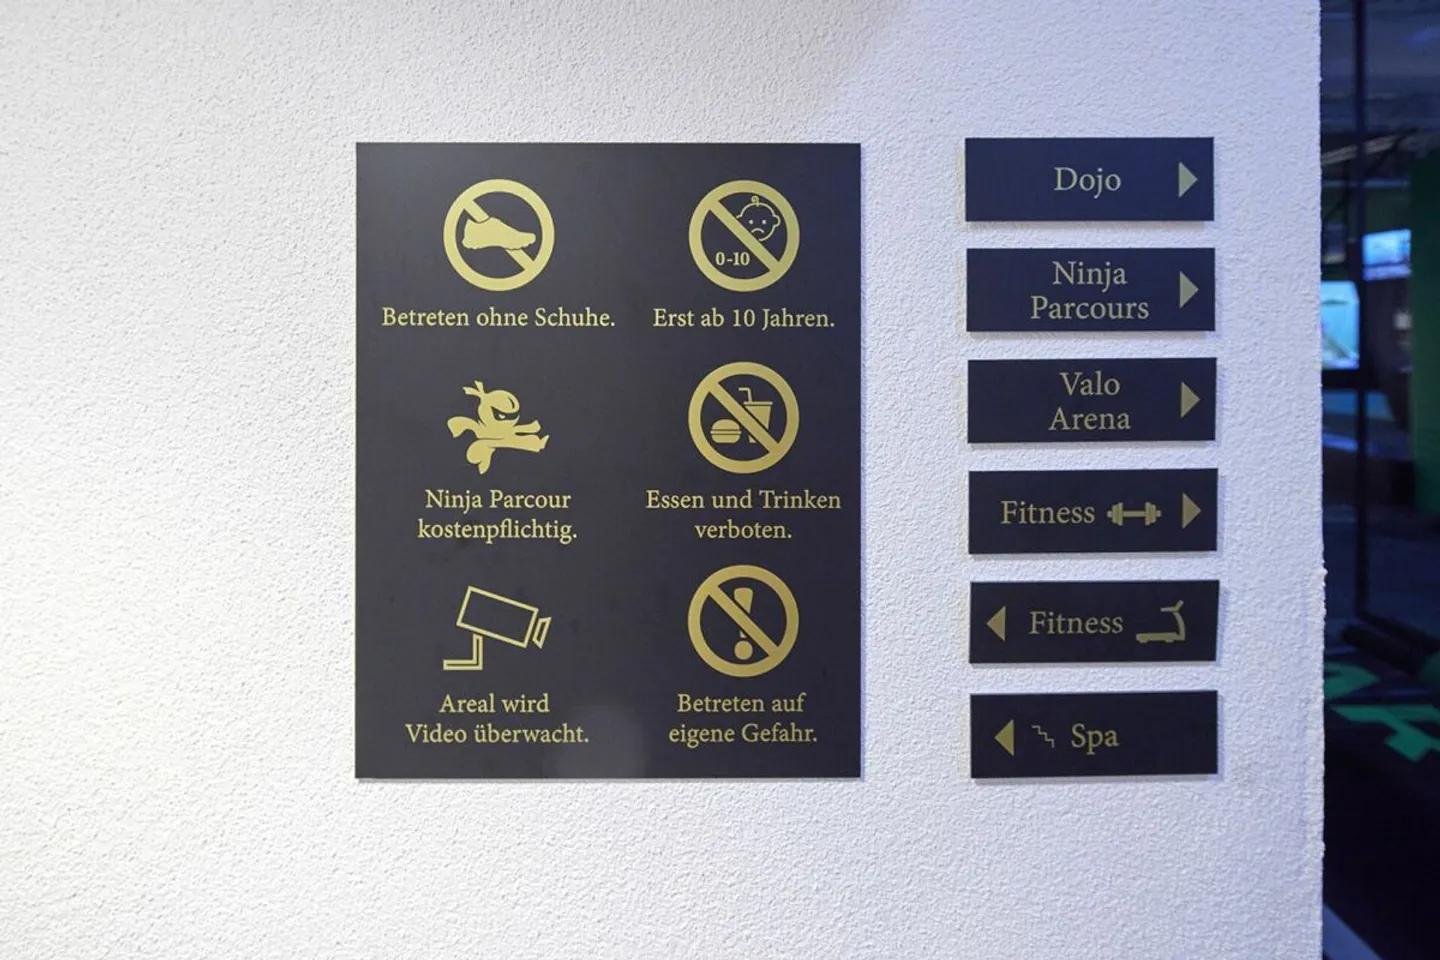 Betreten ohne Schuhe.
0-10
Erst ab 10 Jahren.
Ninja Parcour
kostenpflichtig.
Essen und Trinken
verboten.
Areal wird
Video überwacht.
Betreten auf
eigene Gefahr.
Dojo
Ninja
Parcours
Valo
Arena
Fitness
Fitness
Spa